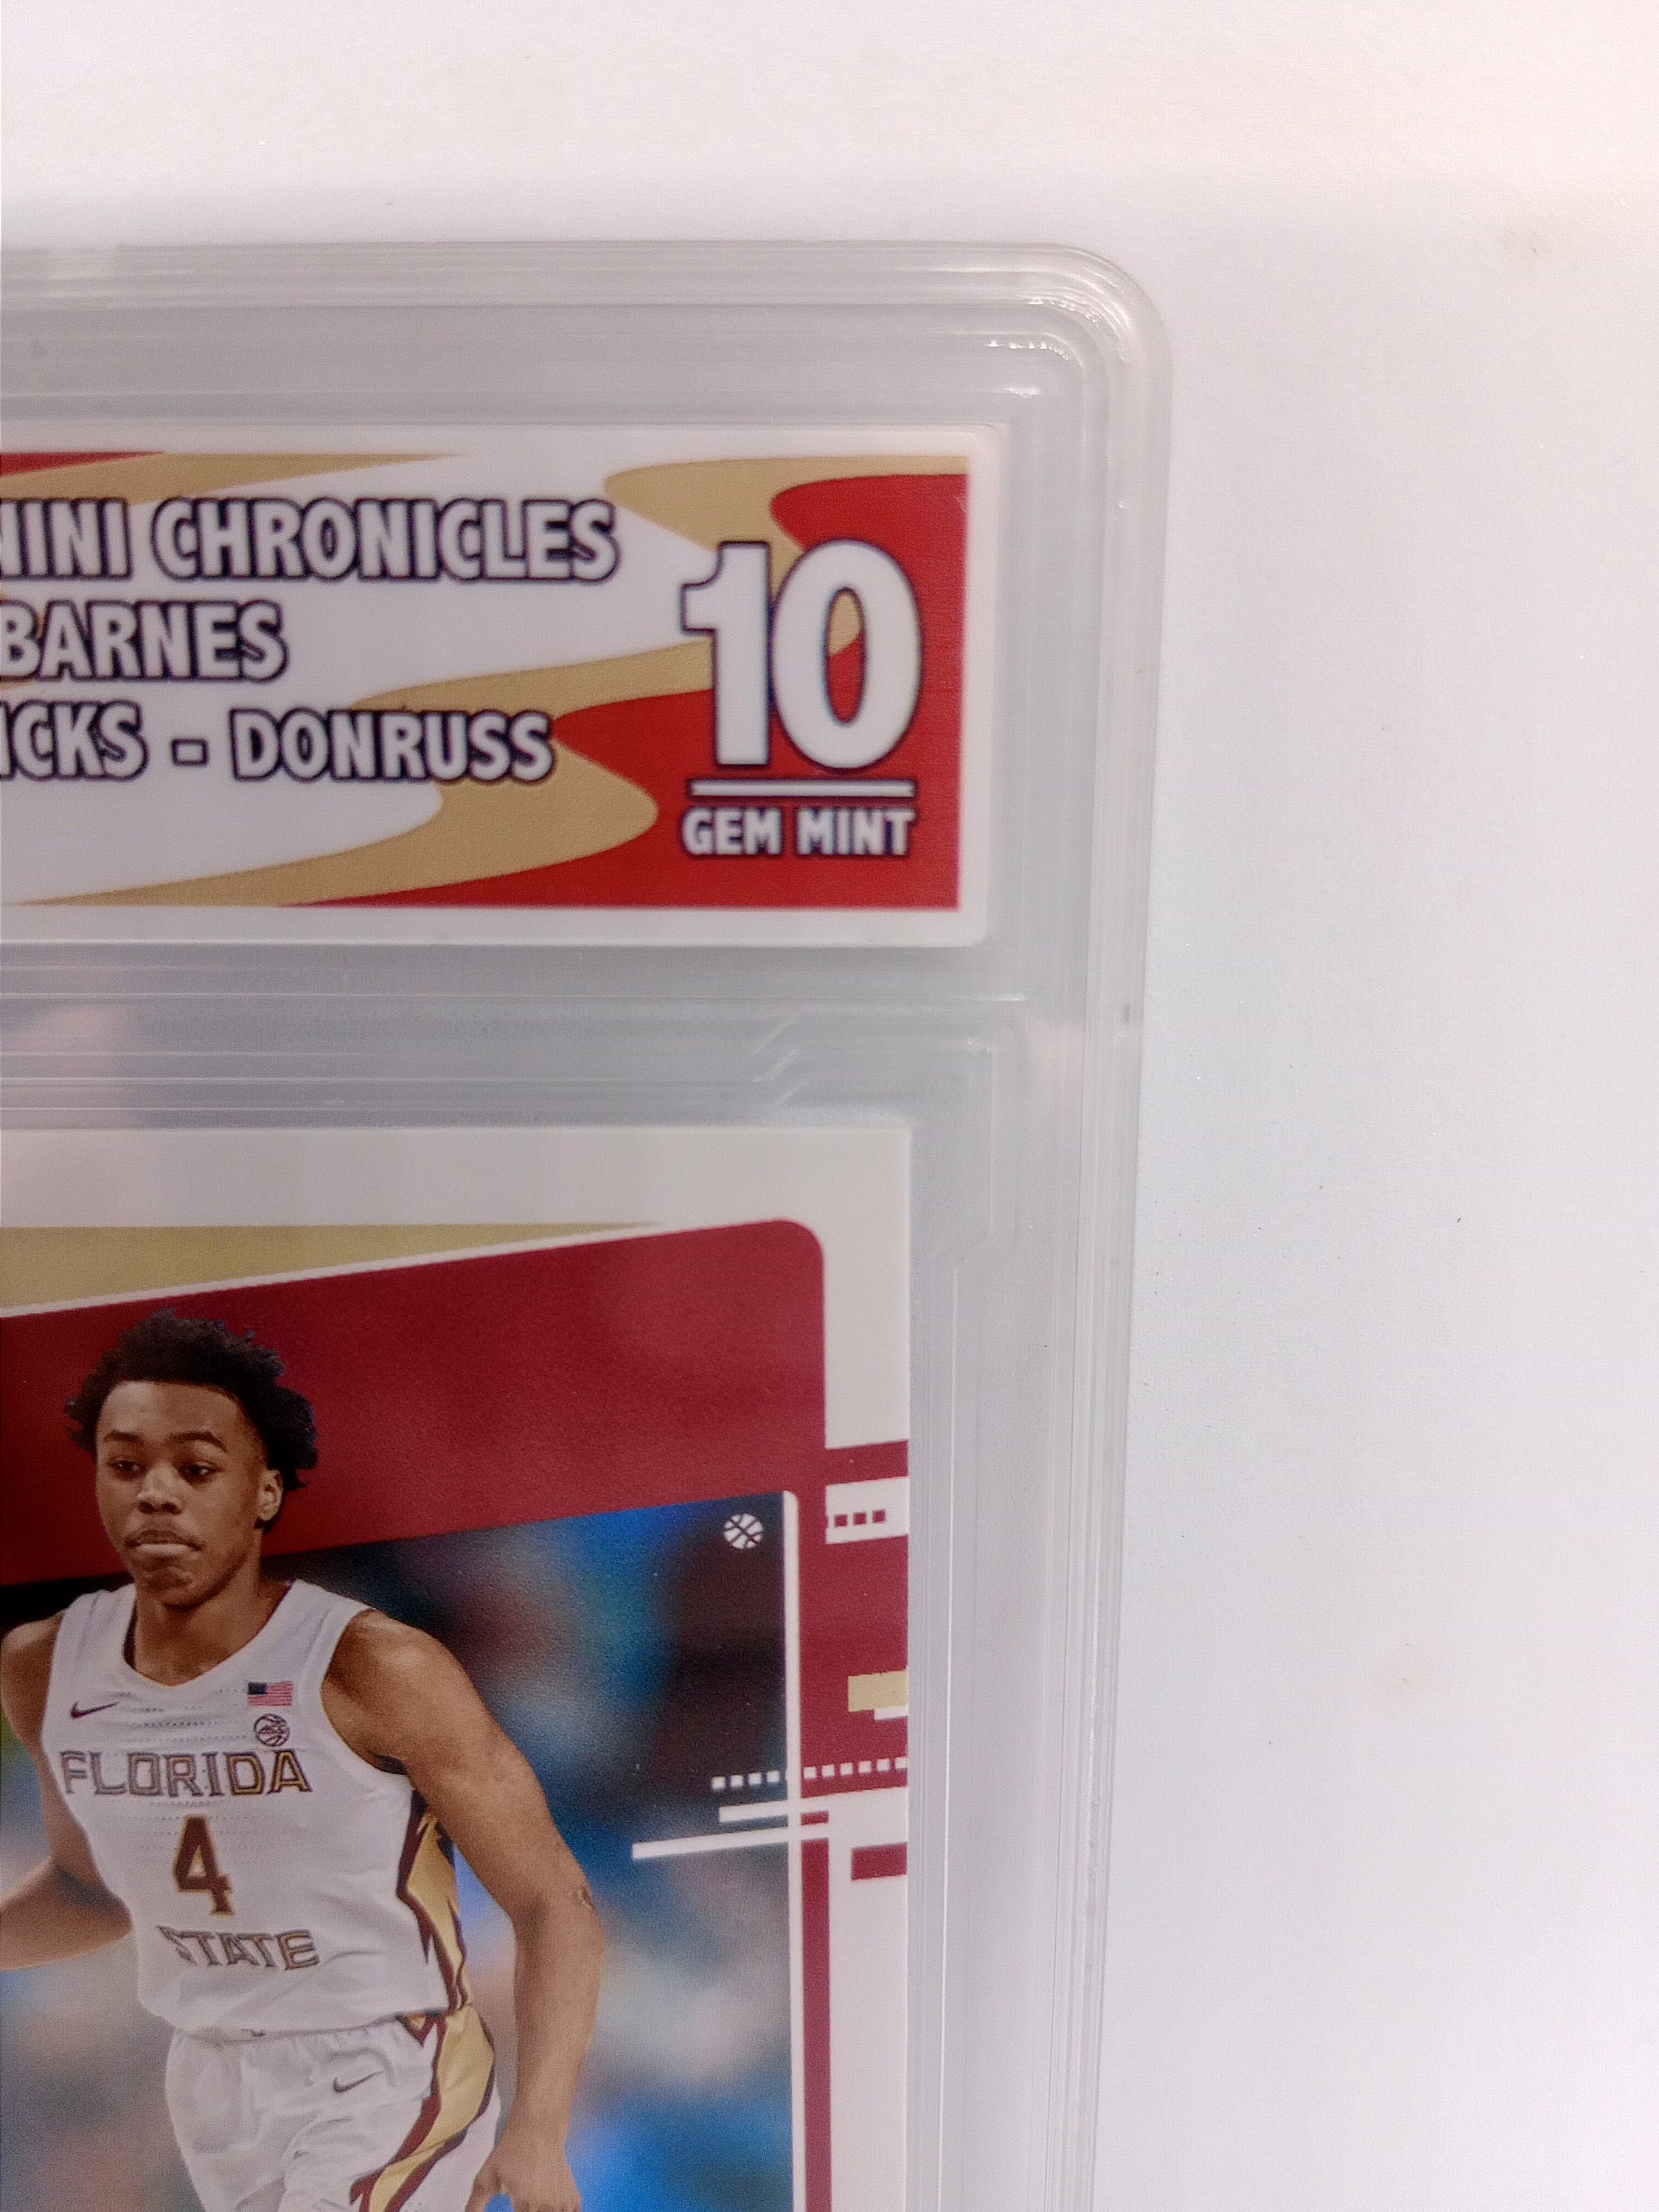 NINI CHRONICLES
BARNES
ICKS - DONRUSS
10
GEM MINT
FLORIDA
4
STATE